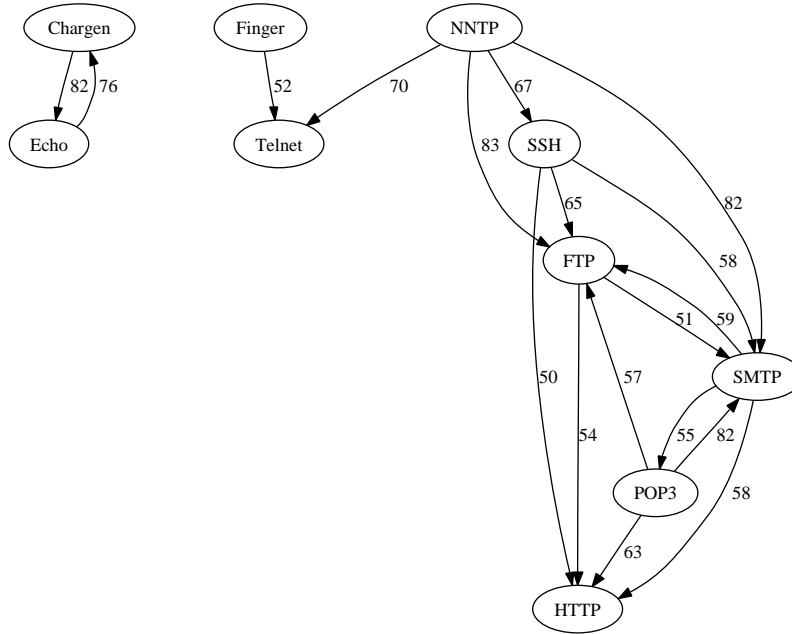 Chargen
Finger
NNTP
82
76
52
70
67
Echo
Telnet
83
SSH
65
82
58
FTP
51
59
50
57
SMTP
54
55
82
POP3
58
63
HTTP